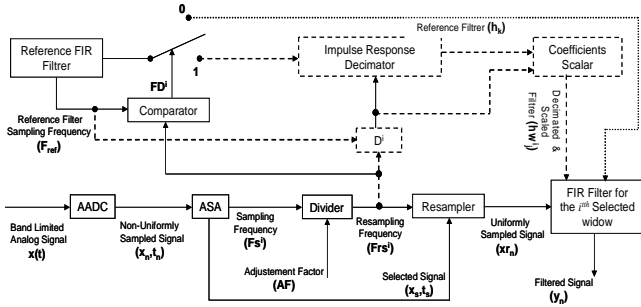 0
Reference Filtrer (hk)
Reference FIR
Filtrer
1
Impulse Response
Decimator
Coefficients
Scalar
FDⁱ
Comparator
Reference Filter
Sampling Frequency
(Fref)
Dⁱ
Decimated &
Scaled
Filtrer (hwⁱj)
AADC
ASA
Divider
Resampler
FIR Filter for
the iᵗʰ Selected
widow
Band Limited
Analog Signal
x(t)
Non-Uniformly
Sampled Signal
(xn,tn)
Sampling
Frequency
(Fsⁱ)
Resampling
Frequency
(Frsⁱ)
Uniformly
Sampled Signal
(xrn)
Adjustement Factor
(AF)
Selected Signal
(xs,ts)
Filtered Signal
(yn)